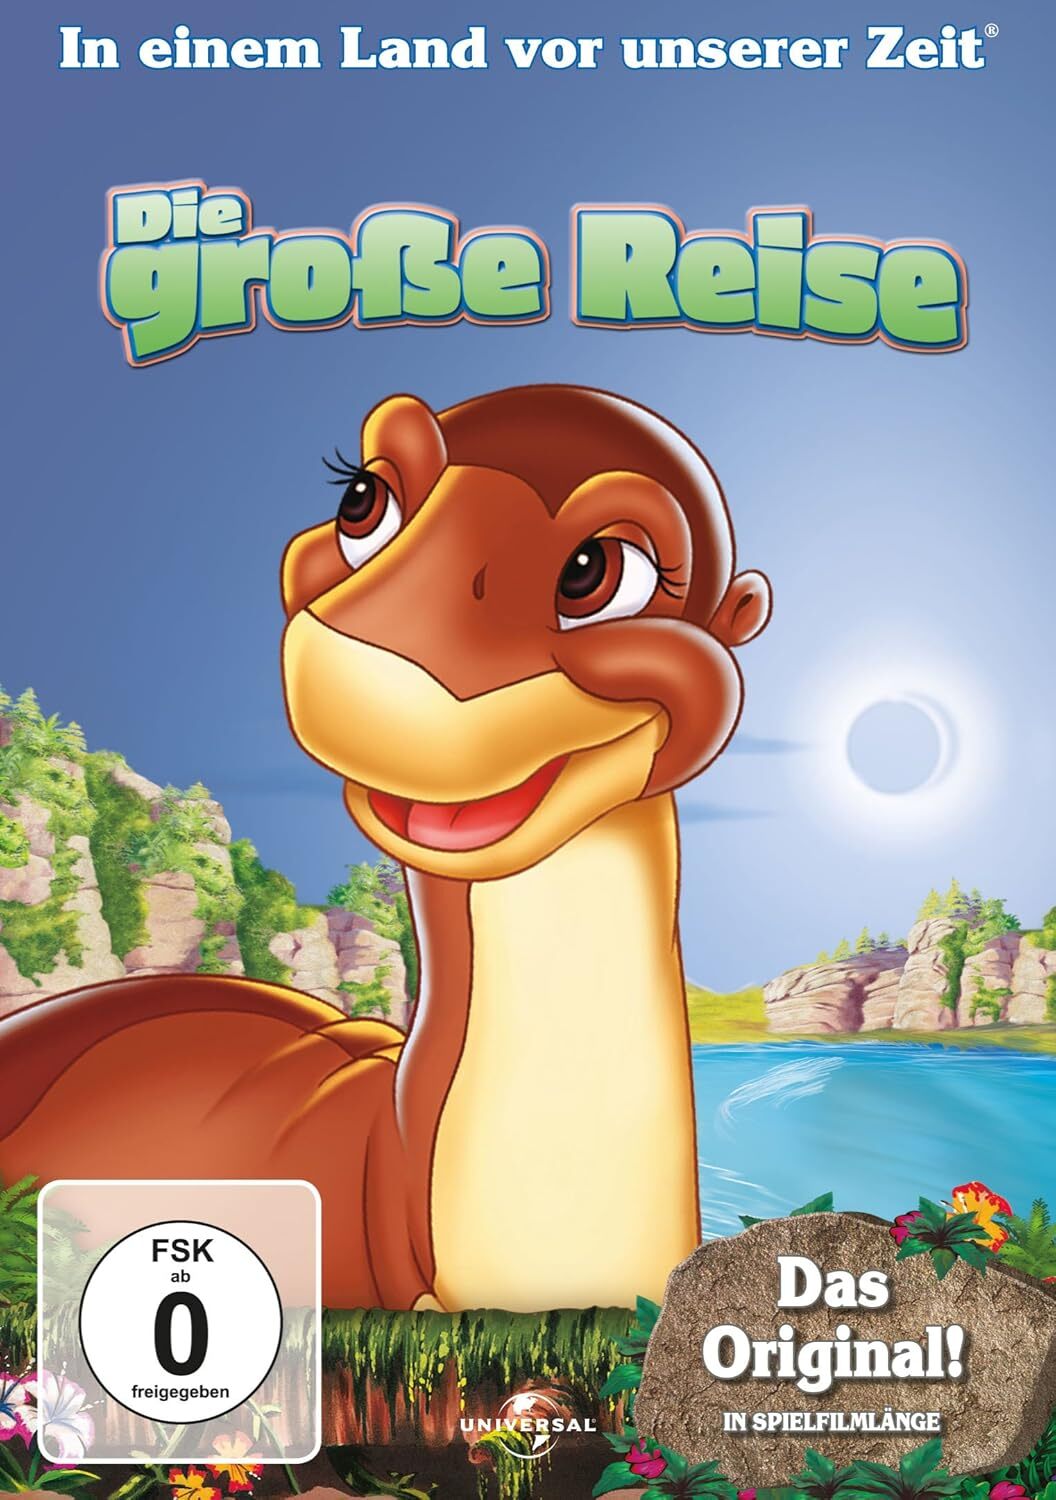 In einem Land vor unserer Zeit®
Die
große Reise
FSK
ab
0
freigegeben
UNIVERSAL®
Das
Original!
IN SPIELFILMLÄNGE